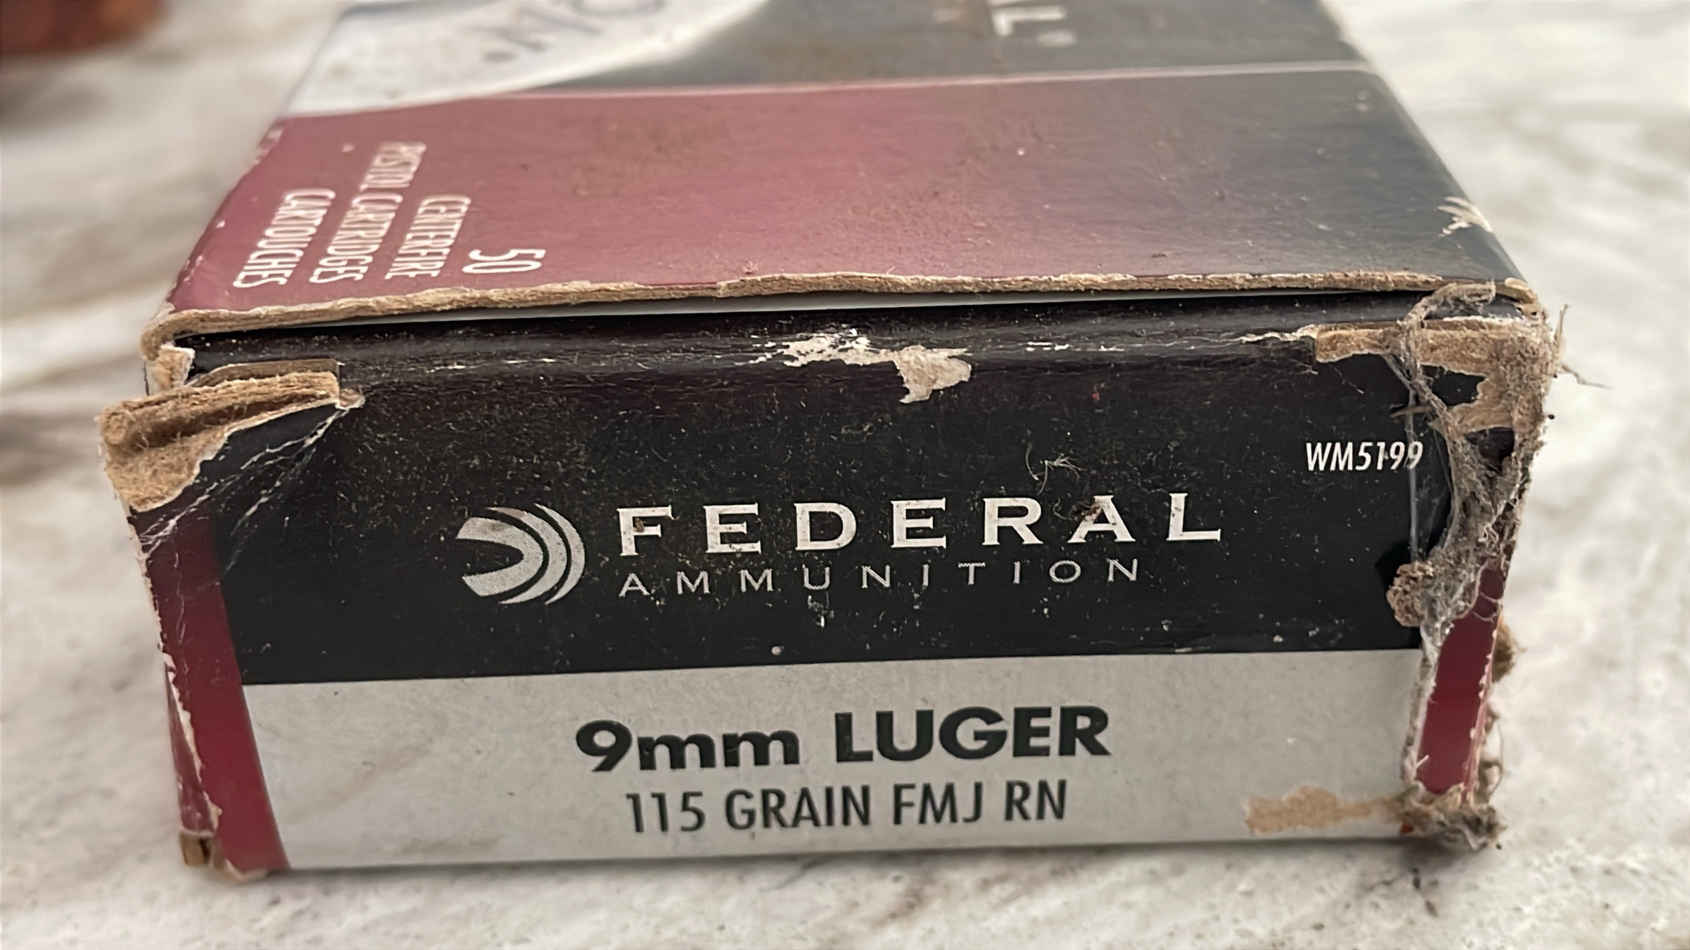 50
CENTERFIRE
PISTOL CARTRIDGES
CARTOUCHES
WM5199
FEDERAL
AMMUNITION
9mm LUGER
115 GRAIN FMJ RN